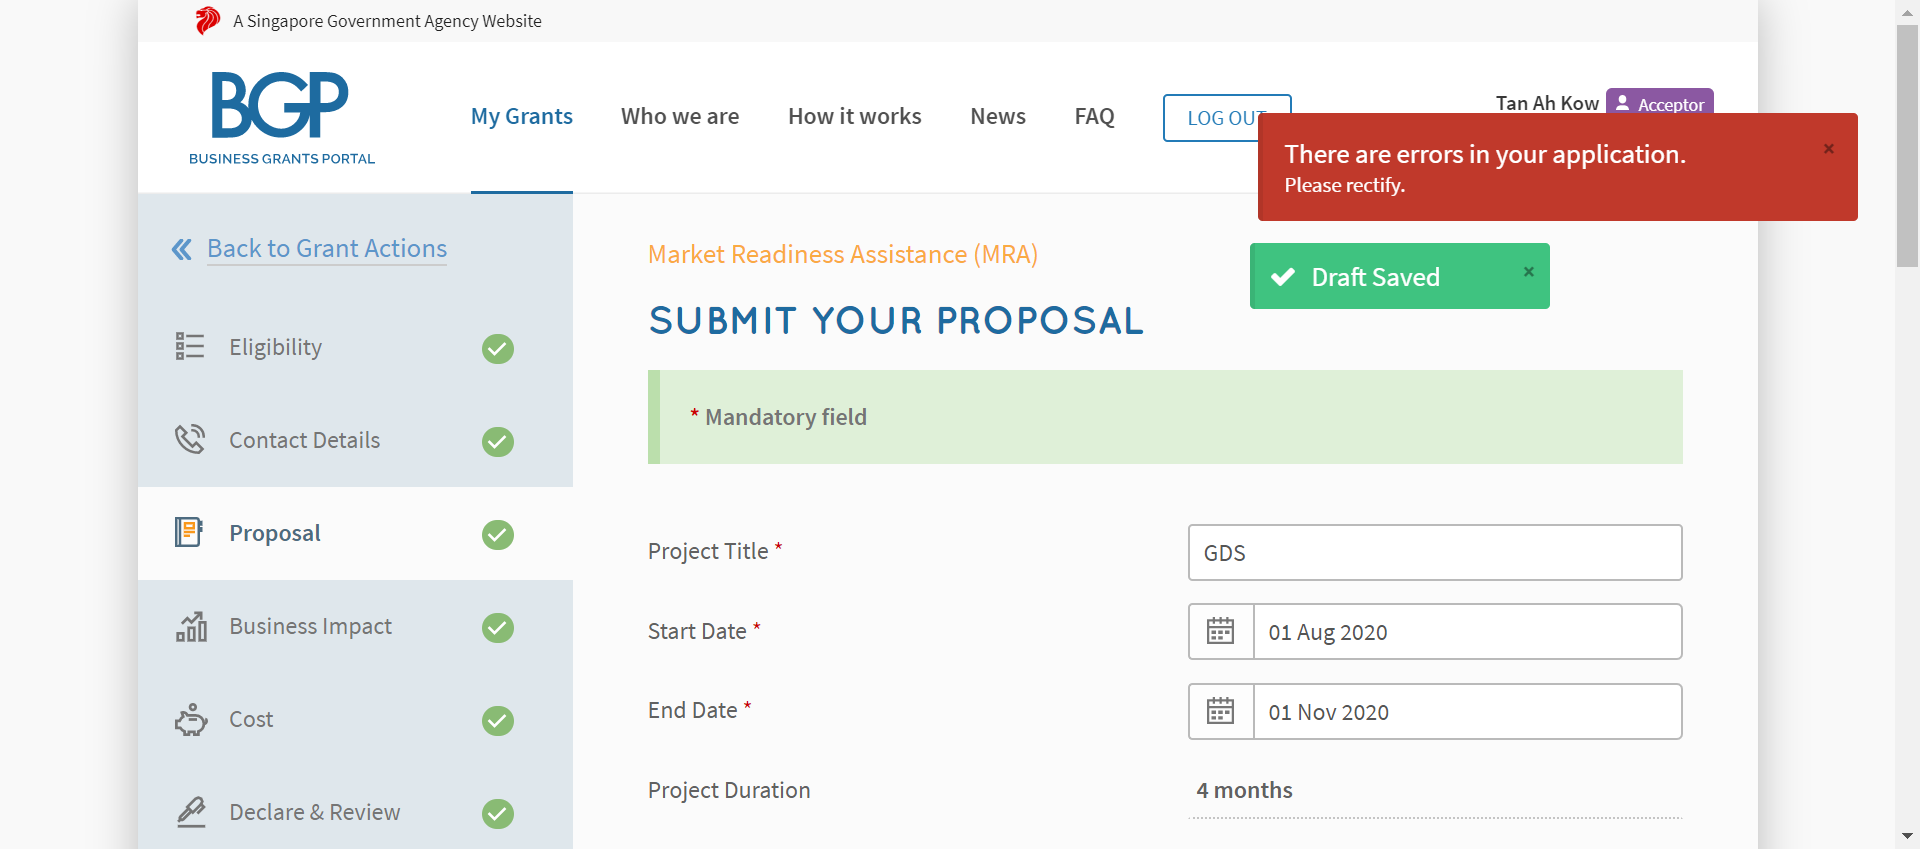 A Singapore Government Agency Website
BGP
BUSINESS GRANTS PORTAL
My Grants
Who we are
How it works
News
FAQ
LOG OUT
Tan Ah Kow
Acceptor
There are errors in your application.
Please rectify.
×
Draft Saved
×
Back to Grant Actions
Eligibility
Contact Details
Proposal
Business Impact
Cost
Declare & Review
Market Readiness Assistance (MRA)
SUBMIT YOUR PROPOSAL
* Mandatory field
Project Title *
GDS
Start Date *
01 Aug 2020
End Date *
01 Nov 2020
Project Duration
4 months